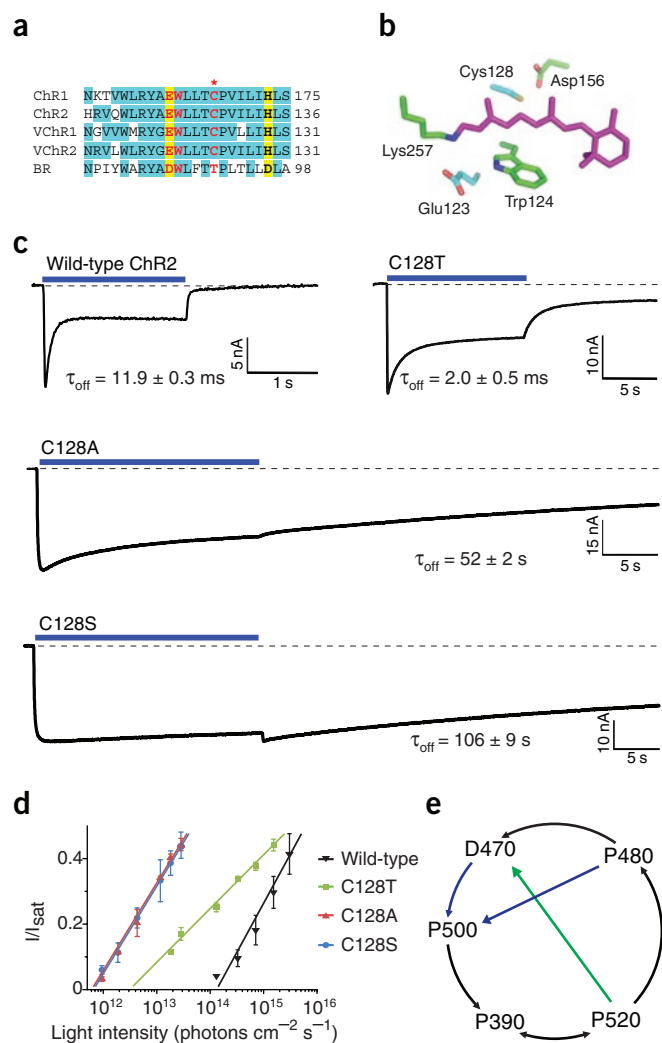 a
*
ChR1 NKTVWLRYAEWLLTCPVILIHLS 175
ChR2 HRVQWLRYAEWLLTCPVILIHLS 136
VChR1 NGVVWMRYGEWLLTCPVLLIHLS 131
VChR2 NRVLWLRYGEWLLTCPVILIHLS 131
BR NPIYWARYADWLFTTPLTLLDLA 98
b
Cys128
Asp156
Lys257
Glu123
Trp124
c
Wild-type ChR2
τoff = 11.9 ± 0.3 ms
5 nA
1 s
C128T
τoff = 2.0 ± 0.5 ms
10 nA
5 s
C128A
τoff = 52 ± 2 s
15 nA
5 s
C128S
τoff = 106 ± 9 s
10 nA
5 s
d
I/Isat
0.4
0.2
0
10¹² 10¹³ 10¹⁴ 10¹⁵ 10¹⁶
Light intensity (photons cm⁻² s⁻¹)
Wild-type
C128T
C128A
C128S
e
D470
P480
P500
P390
P520